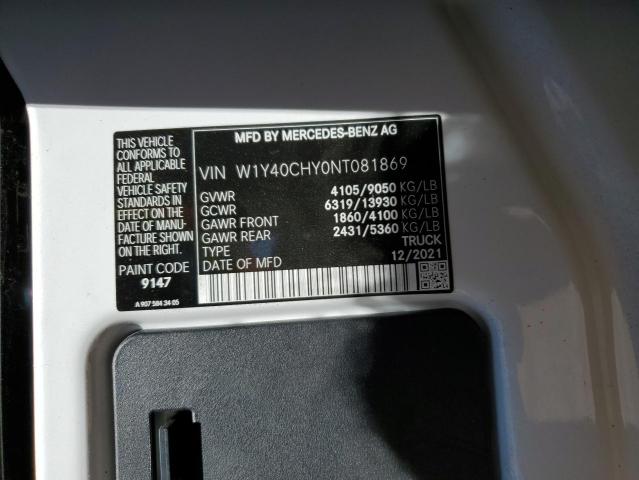 THIS VEHICLE
CONFORMS TO
ALL APPLICABLE
FEDERAL
VEHICLE SAFETY
STANDARDS IN
EFFECT ON THE
DATE OF MANU-
FACTURE SHOWN
ON THE RIGHT.
PAINT CODE
9147
A 907 584 34 05
MFD BY MERCEDES-BENZ AG
VIN W1Y40CHY0NT081869
GVWR 4105/9050 KG/LB
GCWR 6319/13930 KG/LB
GAWR FRONT 1860/4100 KG/LB
GAWR REAR 2431/5360 KG/LB
TYPE TRUCK
DATE OF MFD 12/2021